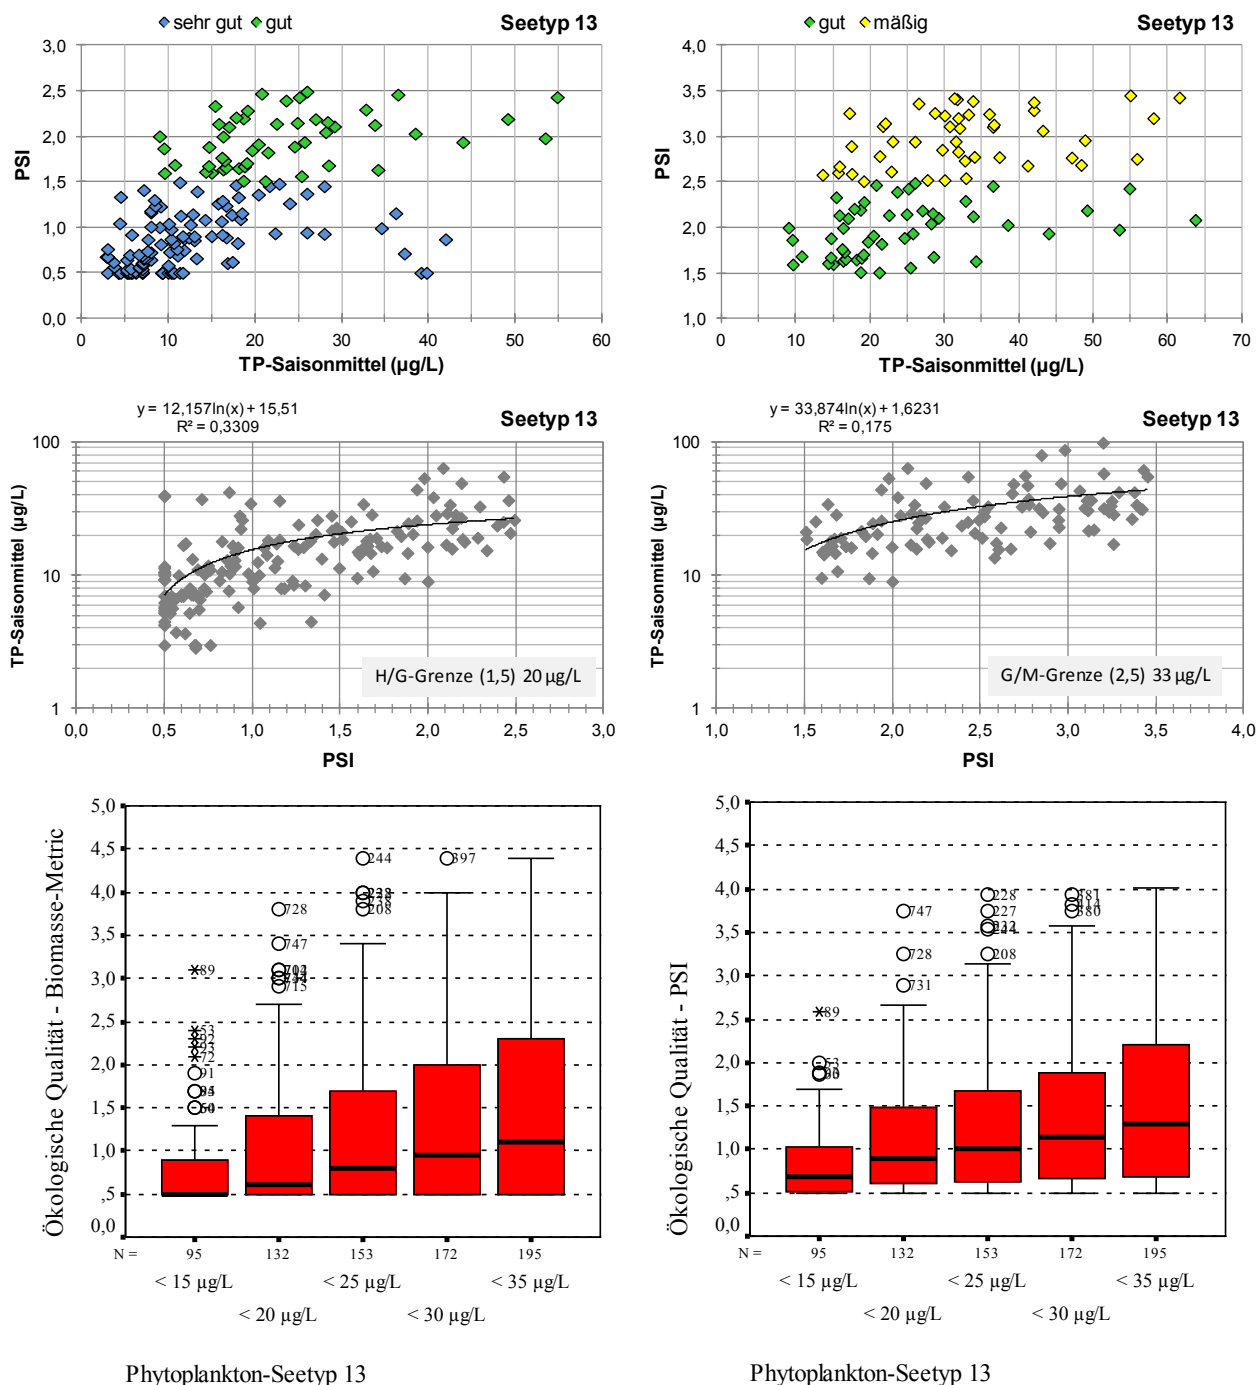 sehr gut gut Seetyp 13
3,0
2,5
2,0
1,5
1,0
0,5
0,0
PSI
0 10 20 30 40 50 60
TP-Saisonmittel (µg/L)
gut mäßig Seetyp 13
4,0
3,5
3,0
2,5
2,0
1,5
1,0
PSI
0 10 20 30 40 50 60 70
TP-Saisonmittel (µg/L)
y = 12,157ln(x) + 15,51
R² = 0,3309
Seetyp 13
100
10
1
TP-Saisonmittel (µg/L)
H/G-Grenze (1,5) 20 µg/L
0,0 0,5 1,0 1,5 2,0 2,5 3,0
PSI
y = 33,874ln(x) + 1,6231
R² = 0,175
Seetyp 13
100
10
1
TP-Saisonmittel (µg/L)
G/M-Grenze (2,5) 33 µg/L
1,0 1,5 2,0 2,5 3,0 3,5 4,0
PSI
Ökologische Qualität - Biomasse-Metric
5,0
4,5
4,0
3,5
3,0
2,5
2,0
1,5
1,0
,5
0,0
89
53
92
93
72
91
728
747
715
244
208
397
N = 95 132 153 172 195
< 15 µg/L < 25 µg/L < 35 µg/L
< 20 µg/L < 30 µg/L
Phytoplankton-Seetyp 13
Ökologische Qualität - PSI
5,0
4,5
4,0
3,5
3,0
2,5
2,0
1,5
1,0
,5
0,0
89
53
747
728
731
228
227
208
381
414
380
N = 95 132 153 172 195
< 15 µg/L < 25 µg/L < 35 µg/L
< 20 µg/L < 30 µg/L
Phytoplankton-Seetyp 13